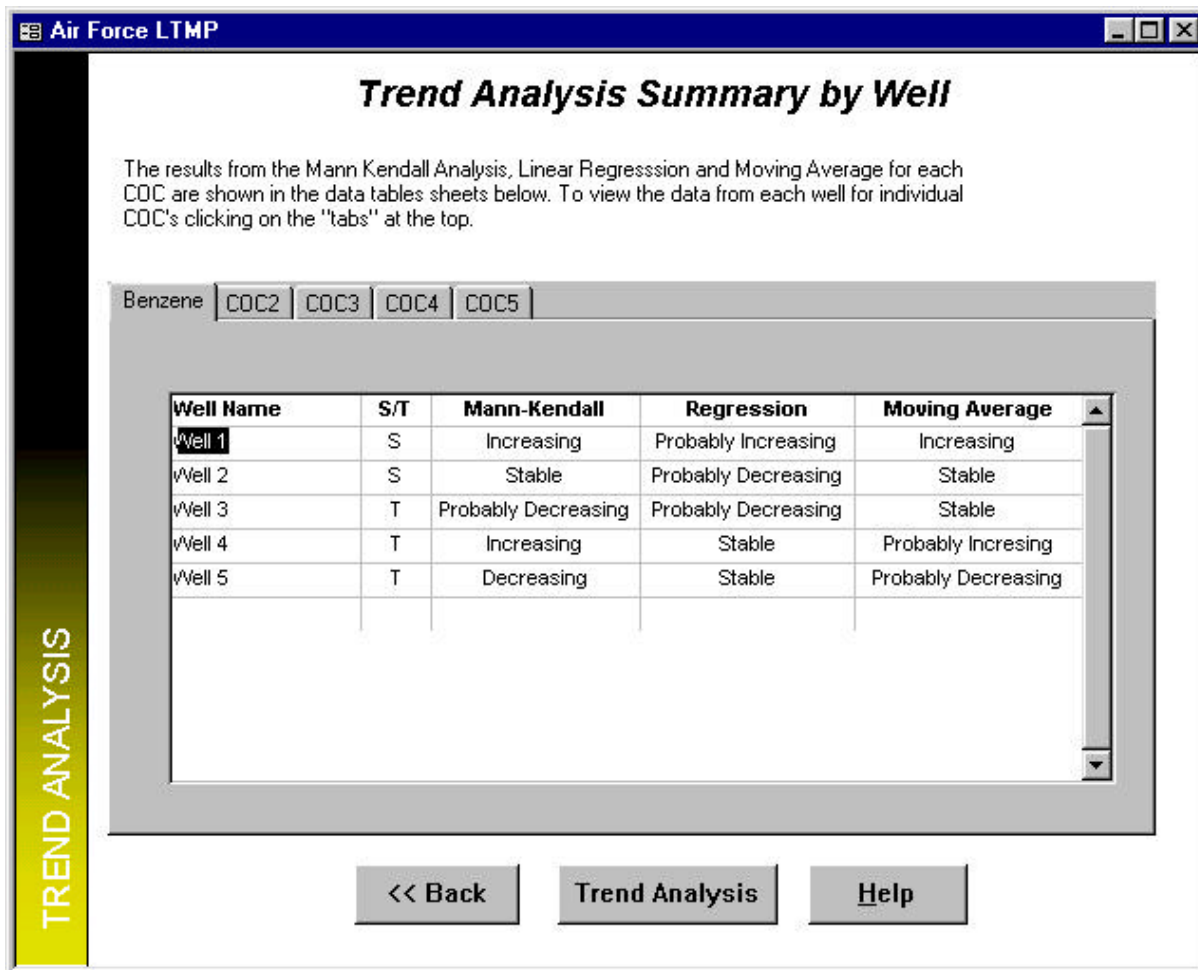 Air Force LTMP
Trend Analysis Summary by Well
The results from the Mann Kendall Analysis, Linear Regresssion and Moving Average for each
COC are shown in the data tables sheets below. To view the data from each well for individual
COC's clicking on the "tabs" at the top.
Benzene COC2 COC3 COC4 COC5
Well Name S/T Mann-Kendall Regression Moving Average
Well 1 S Increasing Probably Increasing Increasing
Well 2 S Stable Probably Decreasing Stable
Well 3 T Probably Decreasing Probably Decreasing Stable
Well 4 T Increasing Stable Probably Incresing
Well 5 T Decreasing Stable Probably Decreasing
TREND ANALYSIS
<< Back Trend Analysis Help